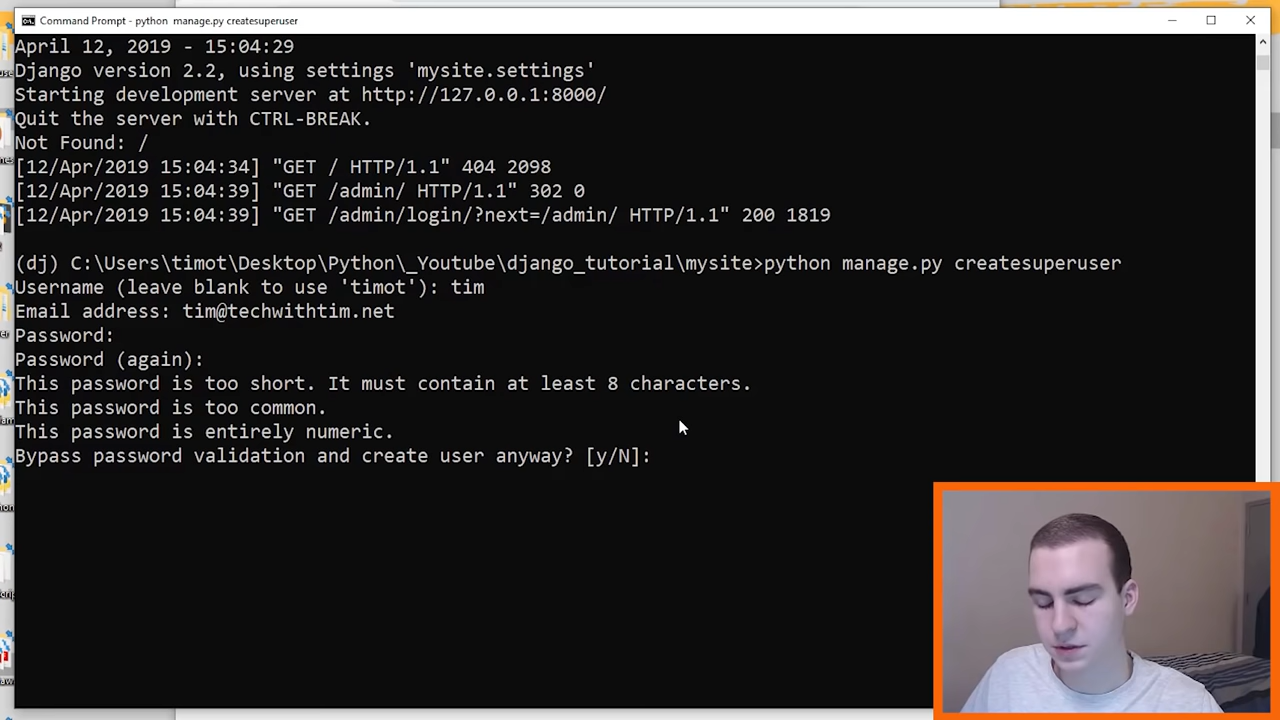 Command Prompt - python  manage.py createsuperuser
April 12, 2019 - 15:04:29
Django version 2.2, using settings 'mysite.settings'
Starting development server at http://127.0.0.1:8000/
Quit the server with CTRL-BREAK.
Not Found: /
[12/Apr/2019 15:04:34] "GET / HTTP/1.1" 404 2098
[12/Apr/2019 15:04:39] "GET /admin/ HTTP/1.1" 302 0
[12/Apr/2019 15:04:39] "GET /admin/login/?next=/admin/ HTTP/1.1" 200 1819
(dj) C:\Users\timot\Desktop\Python\_Youtube\django_tutorial\mysite>python manage.py createsuperuser
Username (leave blank to use 'timot'): tim
Email address: tim@techwithtim.net
Password:
Password (again):
This password is too short. It must contain at least 8 characters.
This password is too common.
This password is entirely numeric.
Bypass password validation and create user anyway? [y/N]: